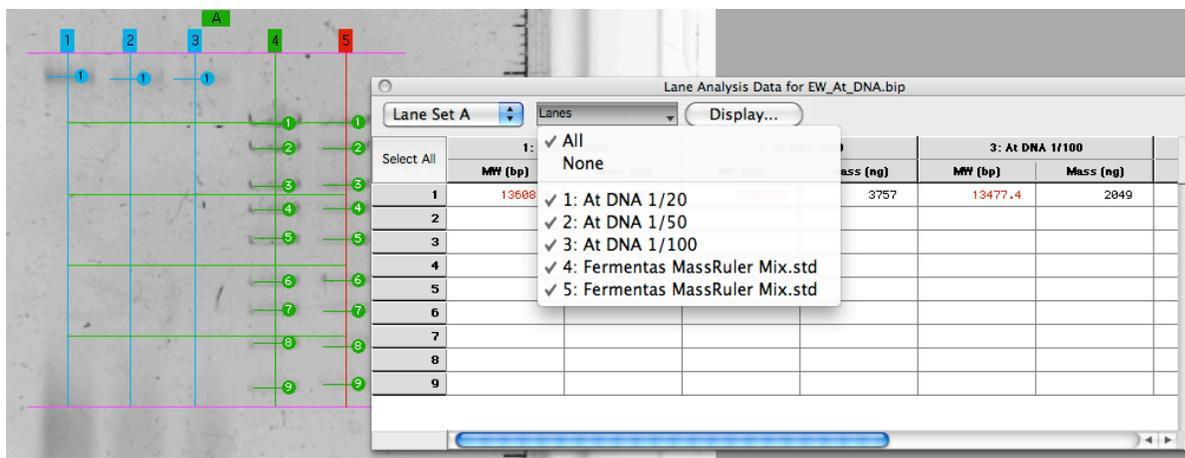 A
1 2 3 4 5
1 1 1
1 1
2 2
3 3
4 4
5 5
6 6
7 7
8 8
9 9
Lane Analysis Data for EW_At_DNA.bip
Lane Set A Lanes Display...
✓ All
None
✓ 1: At DNA 1/20
✓ 2: At DNA 1/50
✓ 3: At DNA 1/100
✓ 4: Fermentas MassRuler Mix.std
✓ 5: Fermentas MassRuler Mix.std
Select All 1: 3: At DNA 1/100
MW (bp) ass (ng) MW (bp) Mass (ng)
1 13608 3757 13477.4 2049
2
3
4
5
6
7
8
9